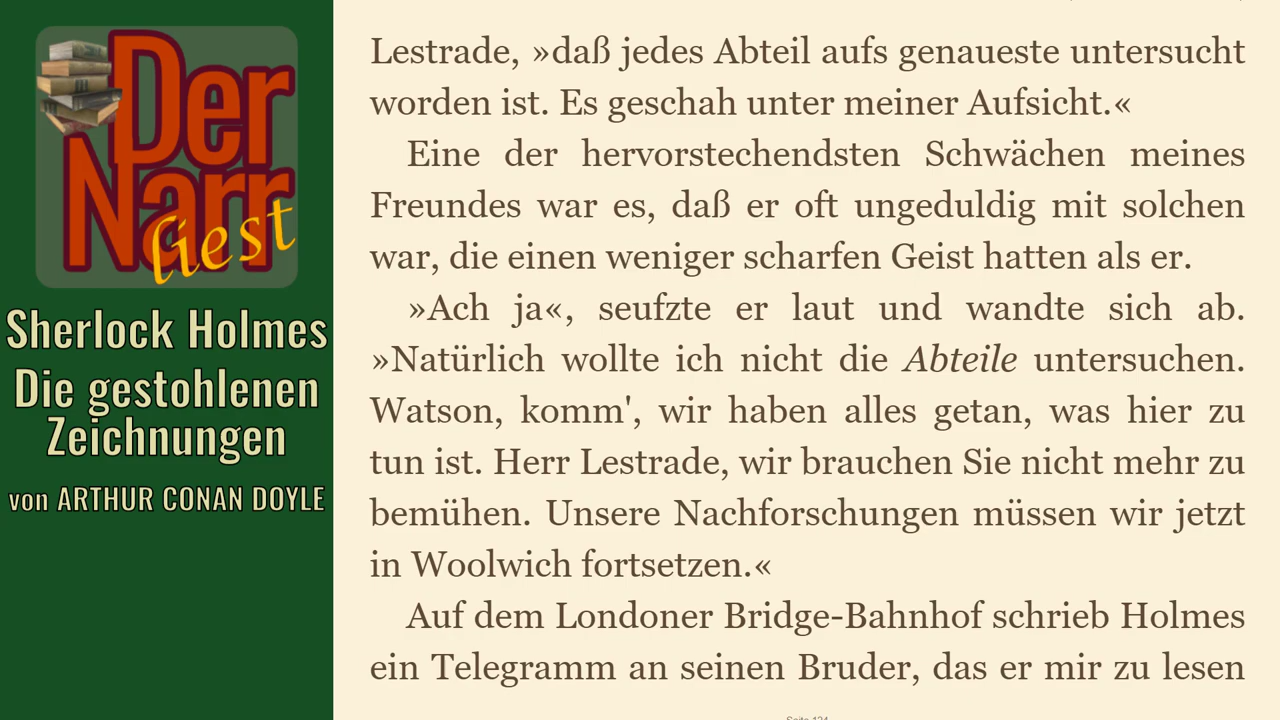 Der
Narr
liest
Sherlock Holmes
Die gestohlenen
Zeichnungen
von ARTHUR CONAN DOYLE
Lestrade, »daß jedes Abteil aufs genaueste untersucht
worden ist. Es geschah unter meiner Aufsicht.«
Eine der hervorstechendsten Schwächen meines
Freundes war es, daß er oft ungeduldig mit solchen
war, die einen weniger scharfen Geist hatten als er.
»Ach ja«, seufzte er laut und wandte sich ab.
»Natürlich wollte ich nicht die Abteile untersuchen.
Watson, komm', wir haben alles getan, was hier zu
tun ist. Herr Lestrade, wir brauchen Sie nicht mehr zu
bemühen. Unsere Nachforschungen müssen wir jetzt
in Woolwich fortsetzen.«
Auf dem Londoner Bridge-Bahnhof schrieb Holmes
ein Telegramm an seinen Bruder, das er mir zu lesen